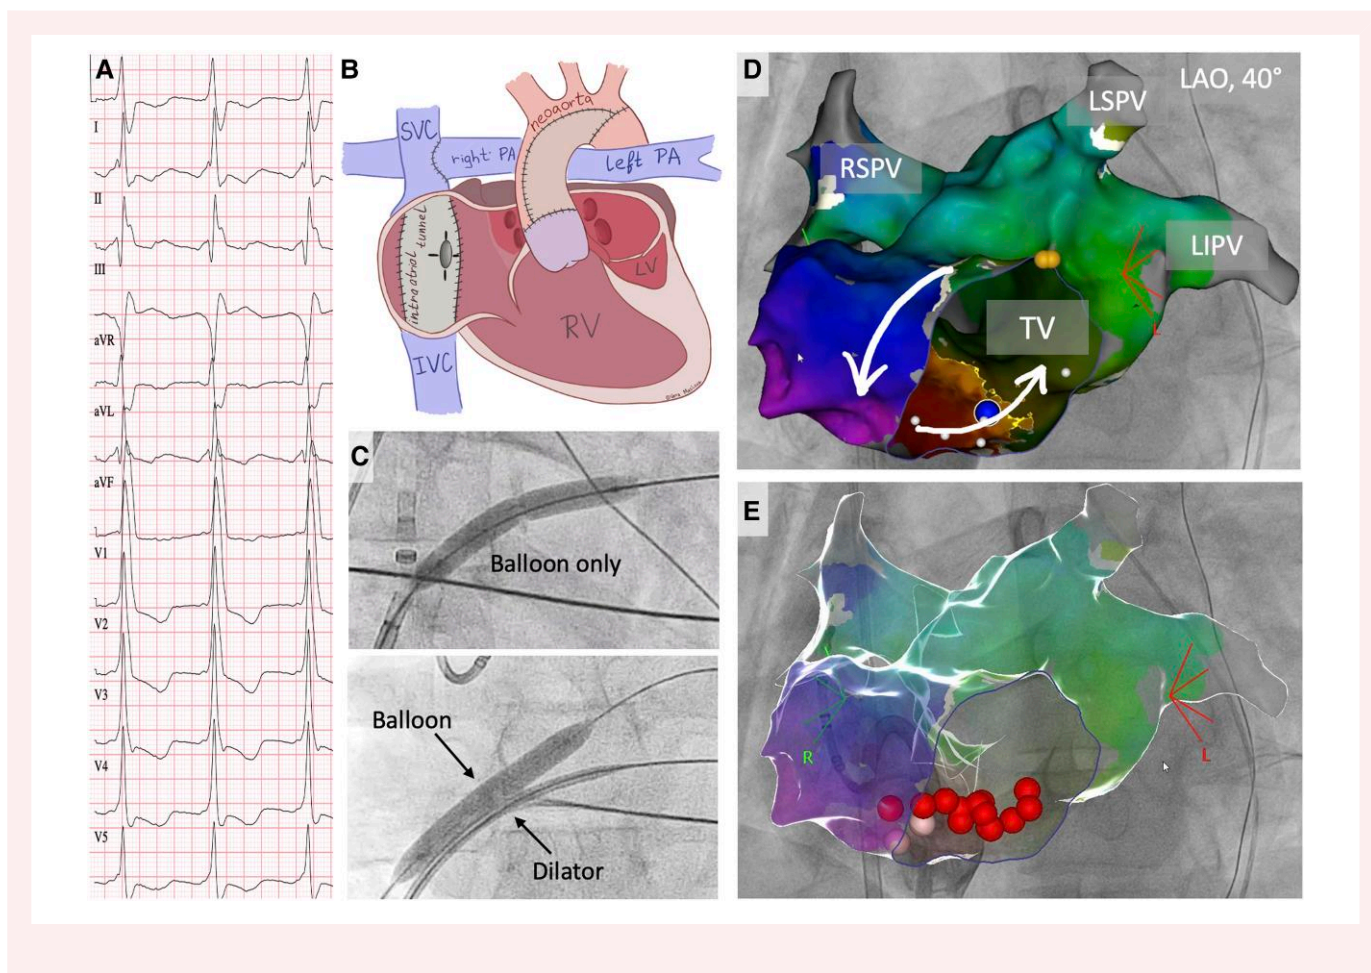 A
I
II
III
aVR
aVL
aVF
V1
V2
V3
V4
V5
B
SVC
right PA
neoaorta
Left PA
intraatrial tunnel
LV
RV
IVC
C
Balloon only
Balloon
Dilator
D
LAO, 40°
LSPV
RSPV
LIPV
TV
L
E
R
L